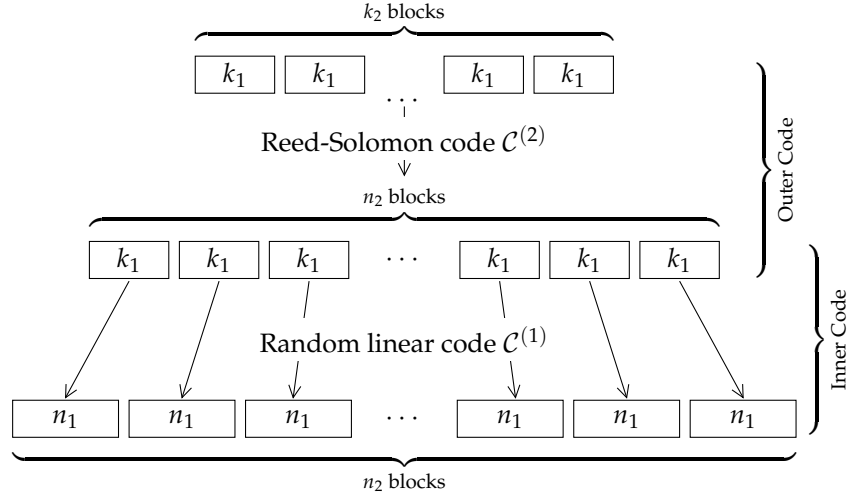 k₂ blocks
k₁ k₁ ... k₁ k₁
Reed-Solomon code 𝒞⁽²⁾
n₂ blocks
k₁ k₁ k₁ ... k₁ k₁ k₁
Outer Code
Random linear code 𝒞⁽¹⁾
Inner Code
n₁ n₁ n₁ ... n₁ n₁ n₁
n₂ blocks